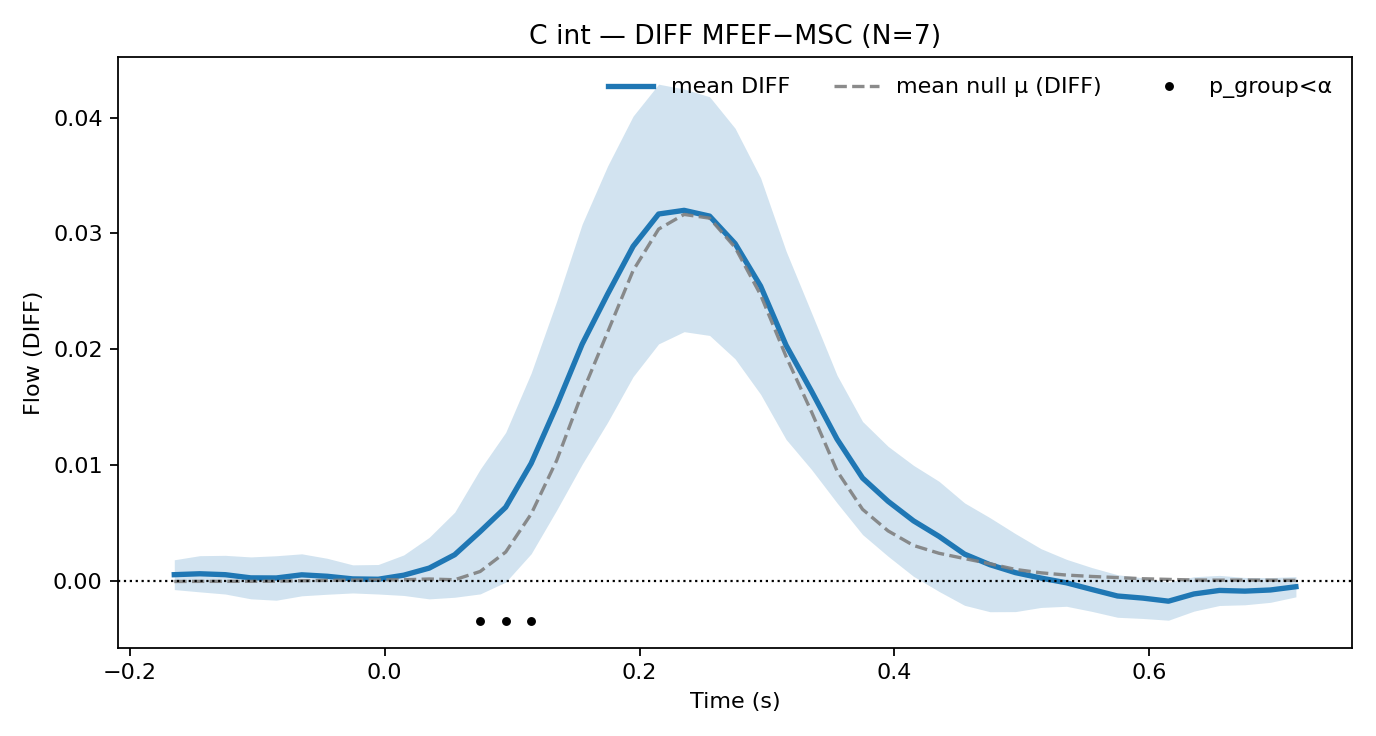 C int — DIFF MFEF−MSC (N=7)
mean DIFF mean null μ (DIFF) p_group<α
Flow (DIFF)
0.04
0.03
0.02
0.01
0.00
−0.2 0.0 0.2 0.4 0.6
Time (s)